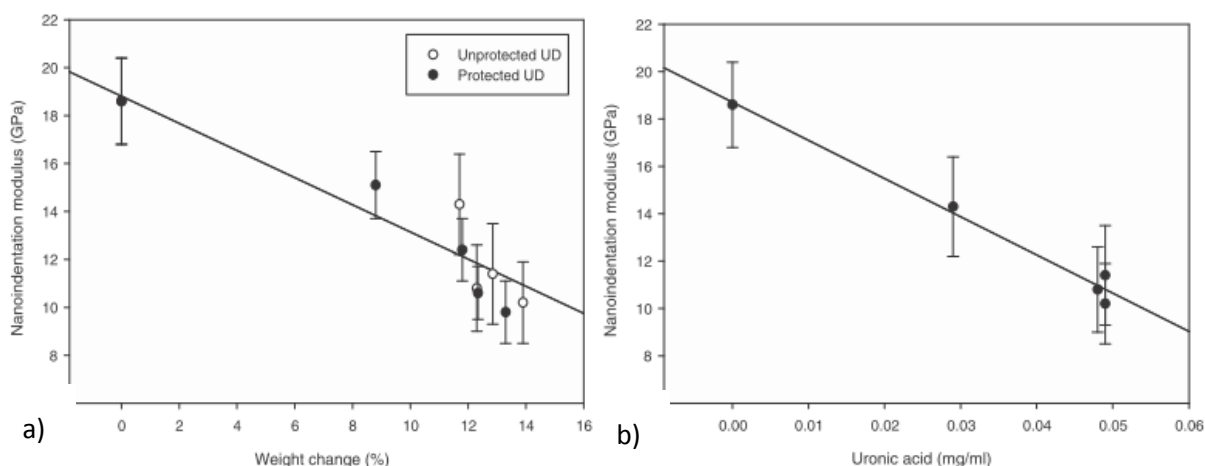 22
20
18
16
14
12
10
8
Nanoindentation modulus (GPa)
Unprotected UD
Protected UD
0 2 4 6 8 10 12 14 16
a)
Weight change (%)
22
20
18
16
14
12
10
8
Nanoindentation modulus (GPa)
0.00 0.01 0.02 0.03 0.04 0.05 0.06
b)
Uronic acid (mg/ml)